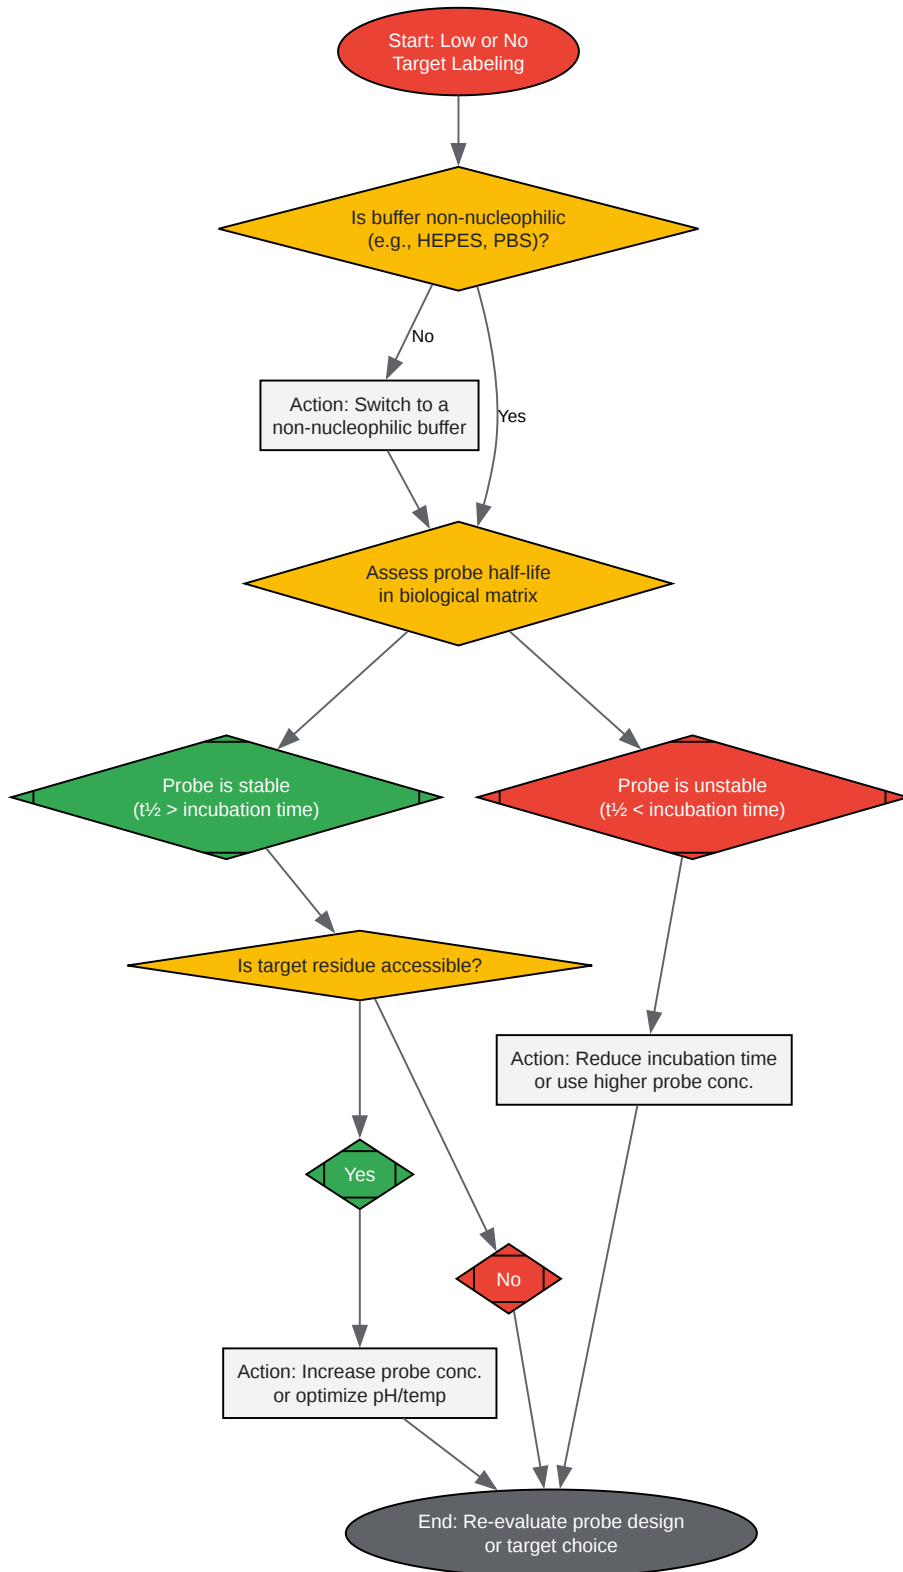 Start: Low or No
Target Labeling
Is buffer non-nucleophilic
(e.g., HEPES, PBS)?
No
Action: Switch to a
non-nucleophilic buffer
Yes
Assess probe half-life
in biological matrix
Probe is stable
(t½ > incubation time)
Probe is unstable
(t½ < incubation time)
Is target residue accessible?
Action: Reduce incubation time
or use higher probe conc.
Yes
No
Action: Increase probe conc.
or optimize pH/temp
End: Re-evaluate probe design
or target choice